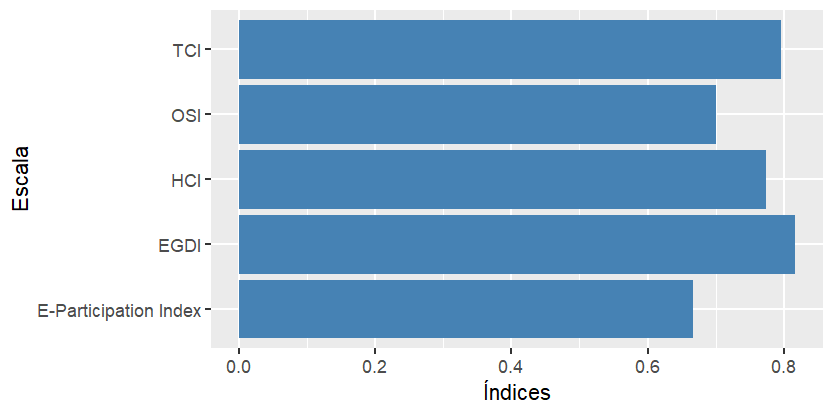 TCI
OSI
HCI
EGDI
E-Participation Index
Escala
0.0 0.2 0.4 0.6 0.8
Índices